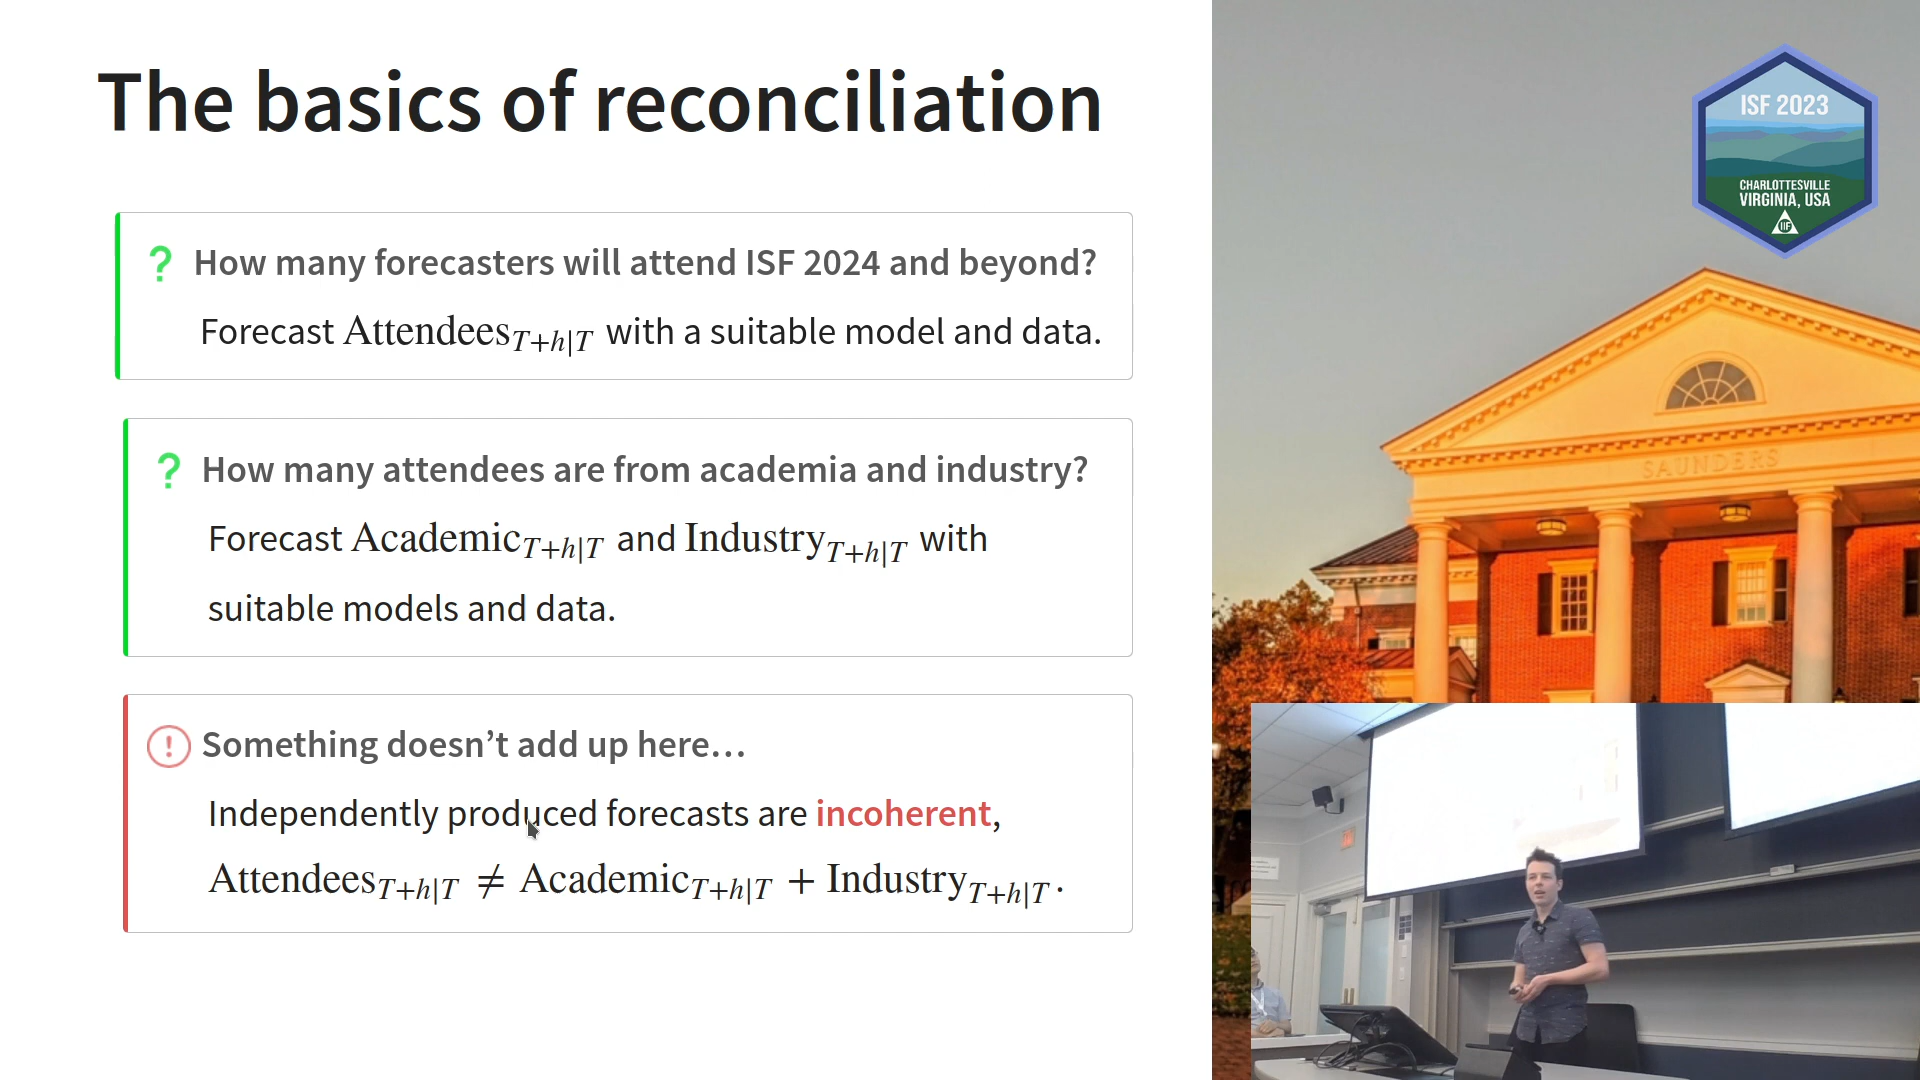 The basics of reconciliation
? How many forecasters will attend ISF 2024 and beyond?
Forecast Attendees_{T+h|T} with a suitable model and data.
? How many attendees are from academia and industry?
Forecast Academic_{T+h|T} and Industry_{T+h|T} with
suitable models and data.
! Something doesn’t add up here…
Independently produced forecasts are incoherent,
Attendees_{T+h|T} ≠ Academic_{T+h|T} + Industry_{T+h|T}.
ISF 2023
CHARLOTTESVILLE
VIRGINIA, USA
IIF
SAUNDERS